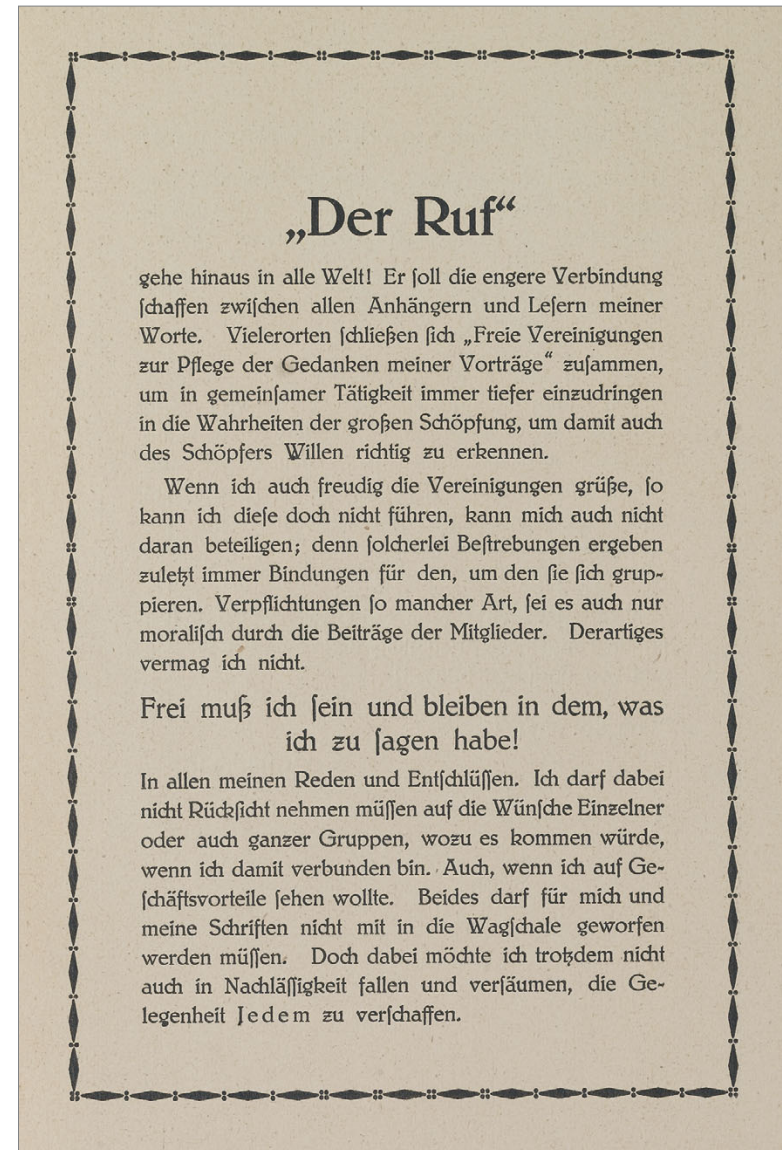 „Der Ruf“
gehe hinaus in alle Welt! Er ſoll die engere Verbindung
ſchaffen zwiſchen allen Anhängern und Leſern meiner
Worte. Vielerorten ſchließen ſich „Freie Vereinigungen
zur Pflege der Gedanken meiner Vorträge“ zuſammen,
um in gemeinſamer Tätigkeit immer tiefer einzudringen
in die Wahrheiten der großen Schöpfung, um damit auch
des Schöpfers Willen richtig zu erkennen.
Wenn ich auch freudig die Vereinigungen grüße, ſo
kann ich dieſe doch nicht führen, kann mich auch nicht
daran beteiligen; denn ſolcherlei Beſtrebungen ergeben
zuletzt immer Bindungen für den, um den ſie ſich grup-
pieren. Verpflichtungen ſo mancher Art, ſei es auch nur
moraliſch durch die Beiträge der Mitglieder. Derartiges
vermag ich nicht.
Frei muß ich ſein und bleiben in dem, was
ich zu ſagen habe!
In allen meinen Reden und Entſchlüſſen. Ich darf dabei
nicht Rückſicht nehmen müſſen auf die Wünſche Einzelner
oder auch ganzer Gruppen, wozu es kommen würde,
wenn ich damit verbunden bin. Auch, wenn ich auf Ge-
ſchäftsvorteile ſehen wollte. Beides darf für mich und
meine Schriften nicht mit in die Wagſchale geworfen
werden müſſen. Doch dabei möchte ich trotzdem nicht
auch in Nachläſſigkeit fallen und verſäumen, die Ge-
legenheit Jedem zu verſchaffen.